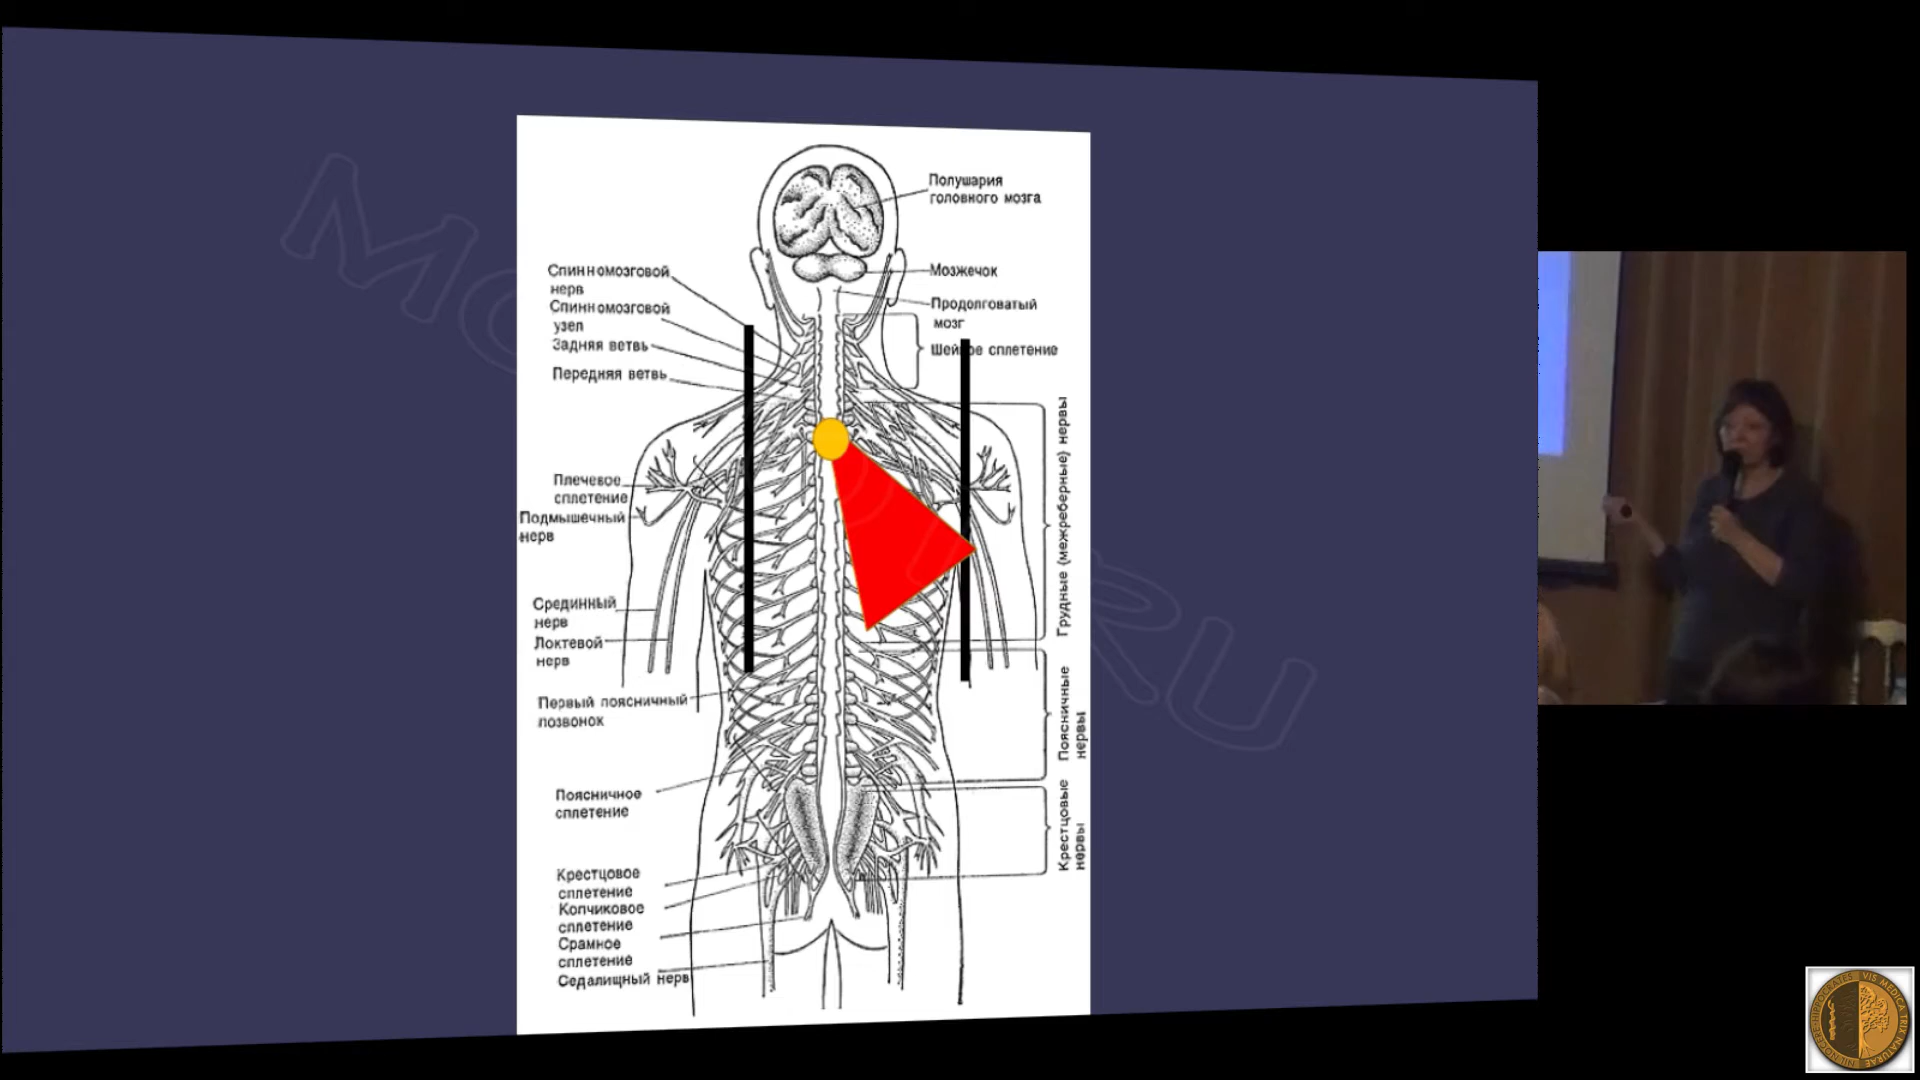 Полушария
головного мозга
Мозжечок
Продолговатый
мозг
Шейное сплетение
Грудные (межреберные) нервы
Поясничные
нервы
Крестцовые
нервы
Спинномозговой
нерв
Спинномозговой
узел
Задняя ветвь
Передняя ветвь
Плечевое
сплетение
Подмышечный
нерв
Срединный
нерв
Локтевой
нерв
Первый поясничный
позвонок
Поясничное
сплетение
Крестцовое
сплетение
Копчиковое
сплетение
Срамное
сплетение
Седалищный нерв